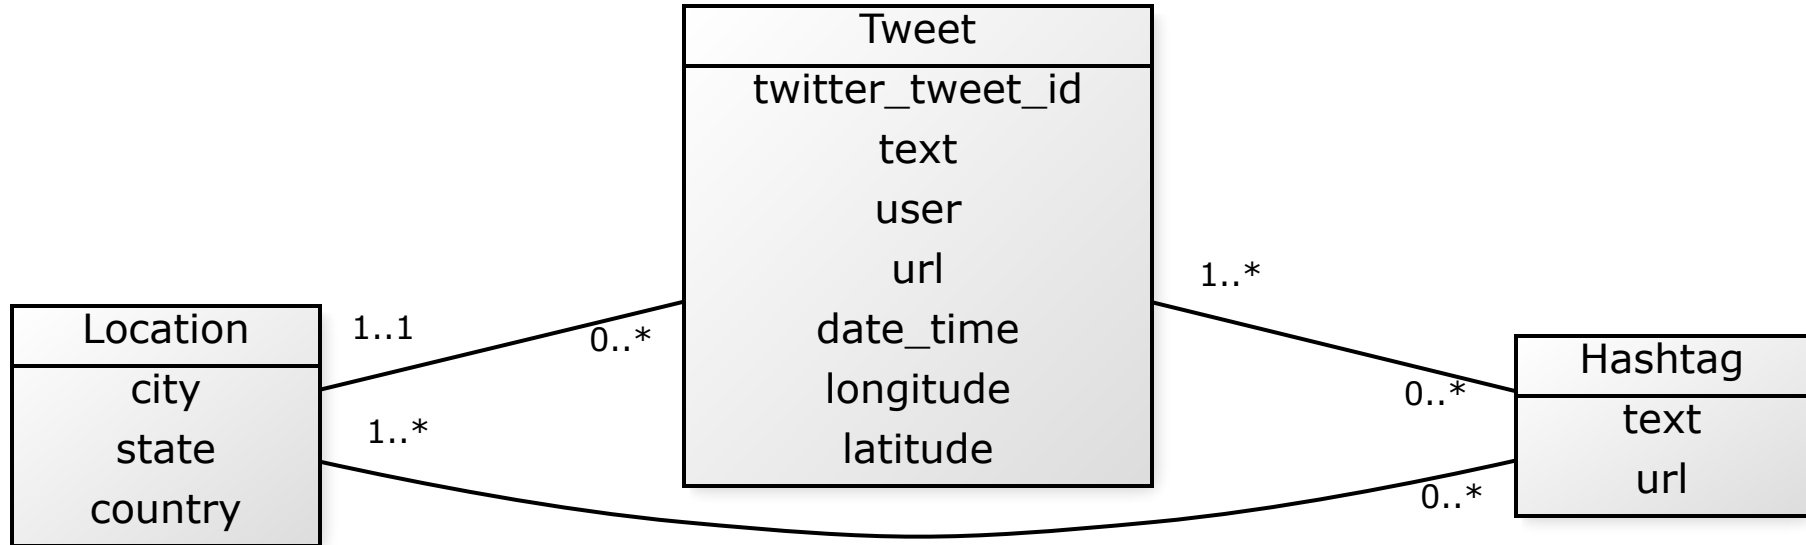 Tweet
twitter_tweet_id
text
user
url
date_time
longitude
latitude
Location
city
state
country
Hashtag
text
url
1..1
0..*
1..*
0..*
1..*
0..*